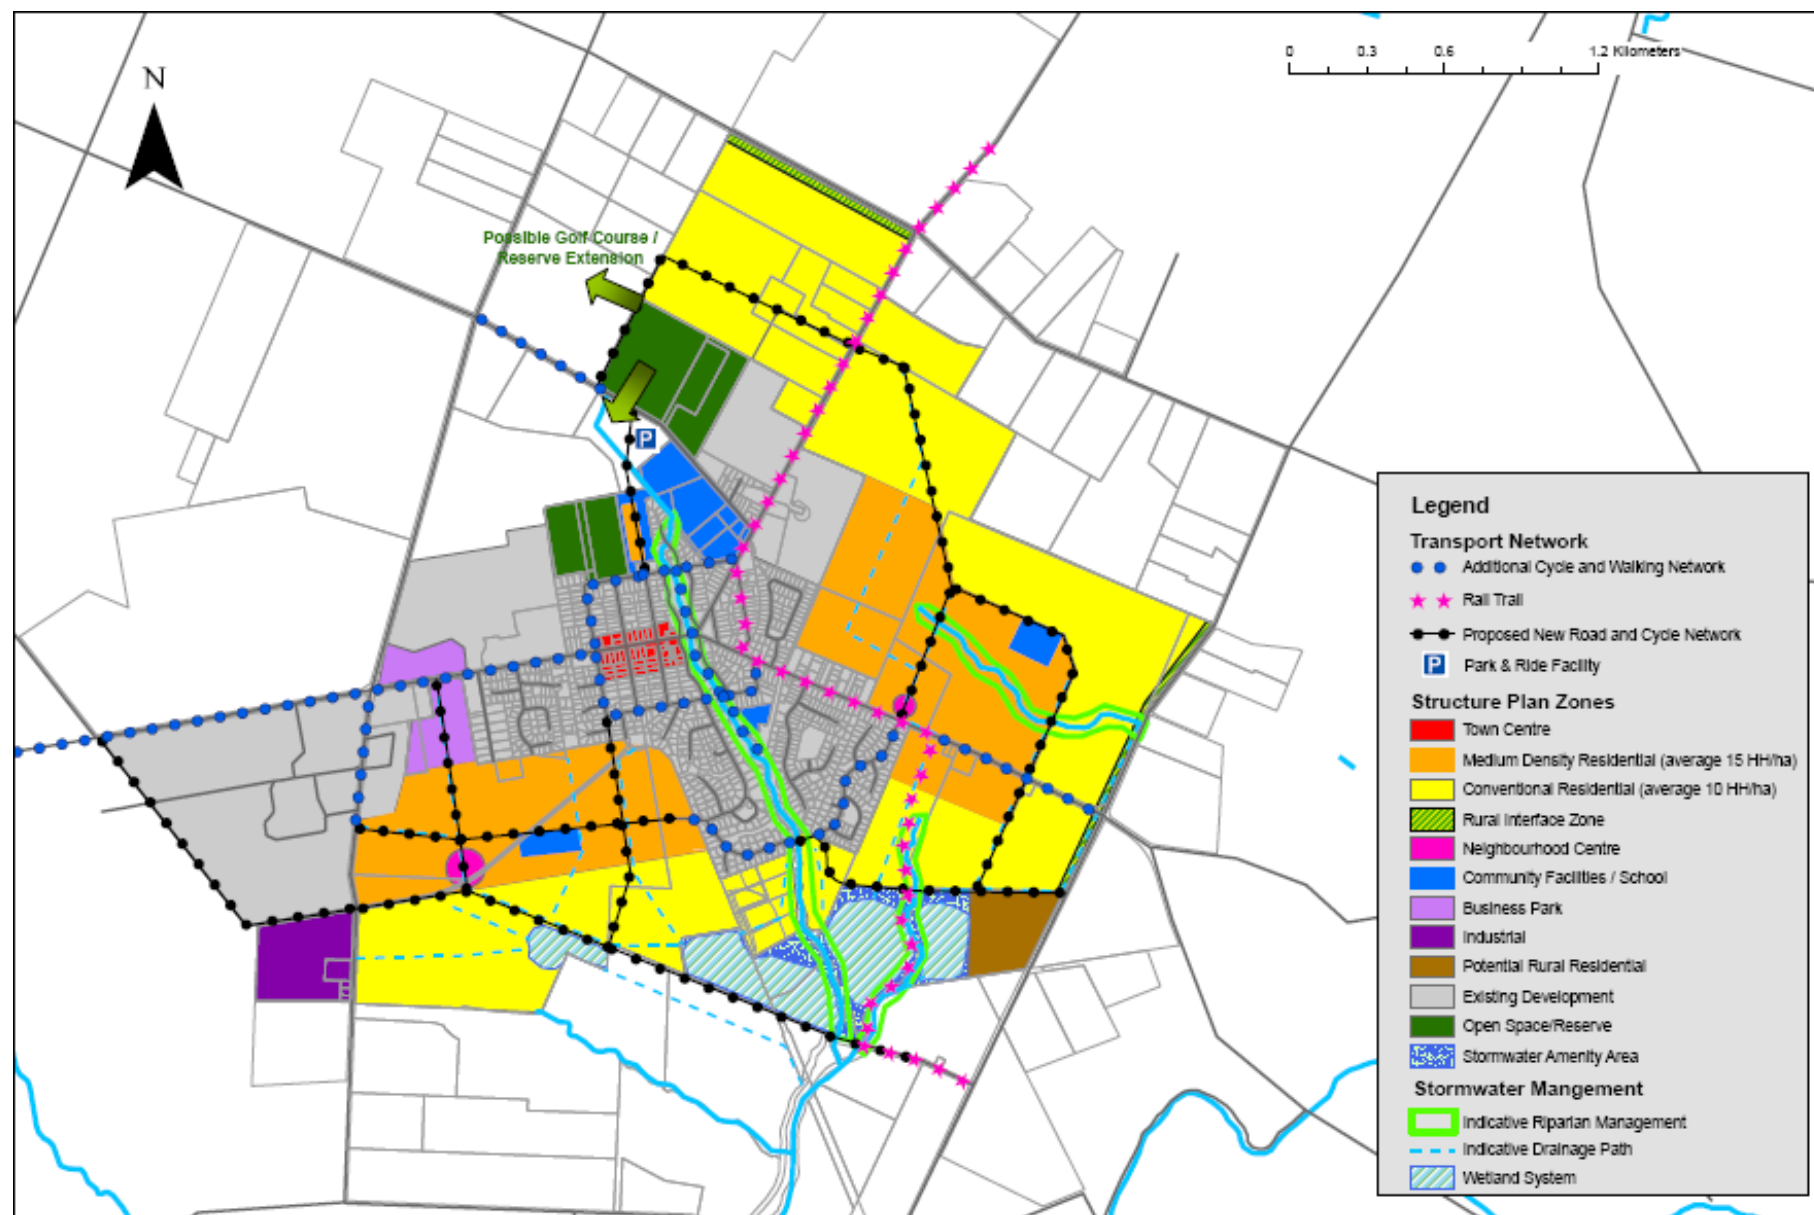 N
0 0.3 0.6 1.2 Kilometers
Possible Golf Course /
Reserve Extension
P
Legend
Transport Network
Additional Cycle and Walking Network
Rail Trail
Proposed New Road and Cycle Network
P Park & Ride Facility
Structure Plan Zones
Town Centre
Medium Density Residential (average 15 HH/ha)
Conventional Residential (average 10 HH/ha)
Rural Interface Zone
Neighbourhood Centre
Community Facilities / School
Business Park
Industrial
Potential Rural Residential
Existing Development
Open Space/Reserve
Stormwater Amenity Area
Stormwater Mangement
Indicative Riparian Management
Indicative Drainage Path
Wetland System